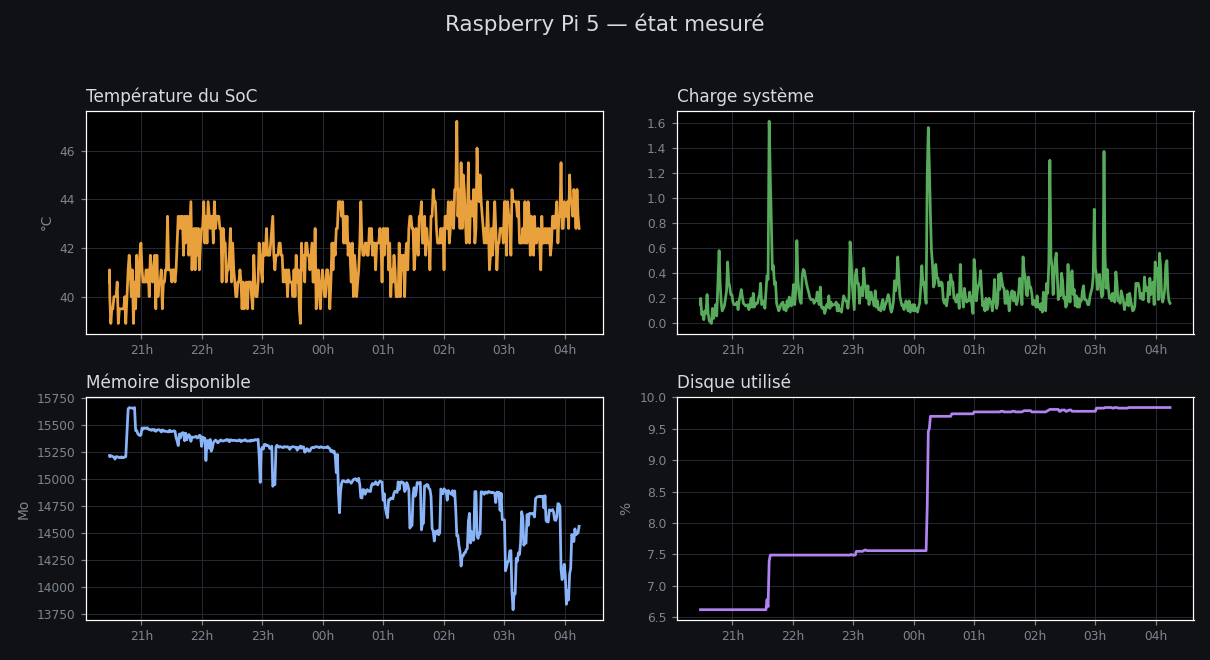 Raspberry Pi 5 — état mesuré
Température du SoC
°C
46
44
42
40
21h 22h 23h 00h 01h 02h 03h 04h
Charge système
1.6
1.4
1.2
1.0
0.8
0.6
0.4
0.2
0.0
21h 22h 23h 00h 01h 02h 03h 04h
Mémoire disponible
Mo
15750
15500
15250
15000
14750
14500
14250
14000
13750
21h 22h 23h 00h 01h 02h 03h 04h
Disque utilisé
%
10.0
9.5
9.0
8.5
8.0
7.5
7.0
6.5
21h 22h 23h 00h 01h 02h 03h 04h